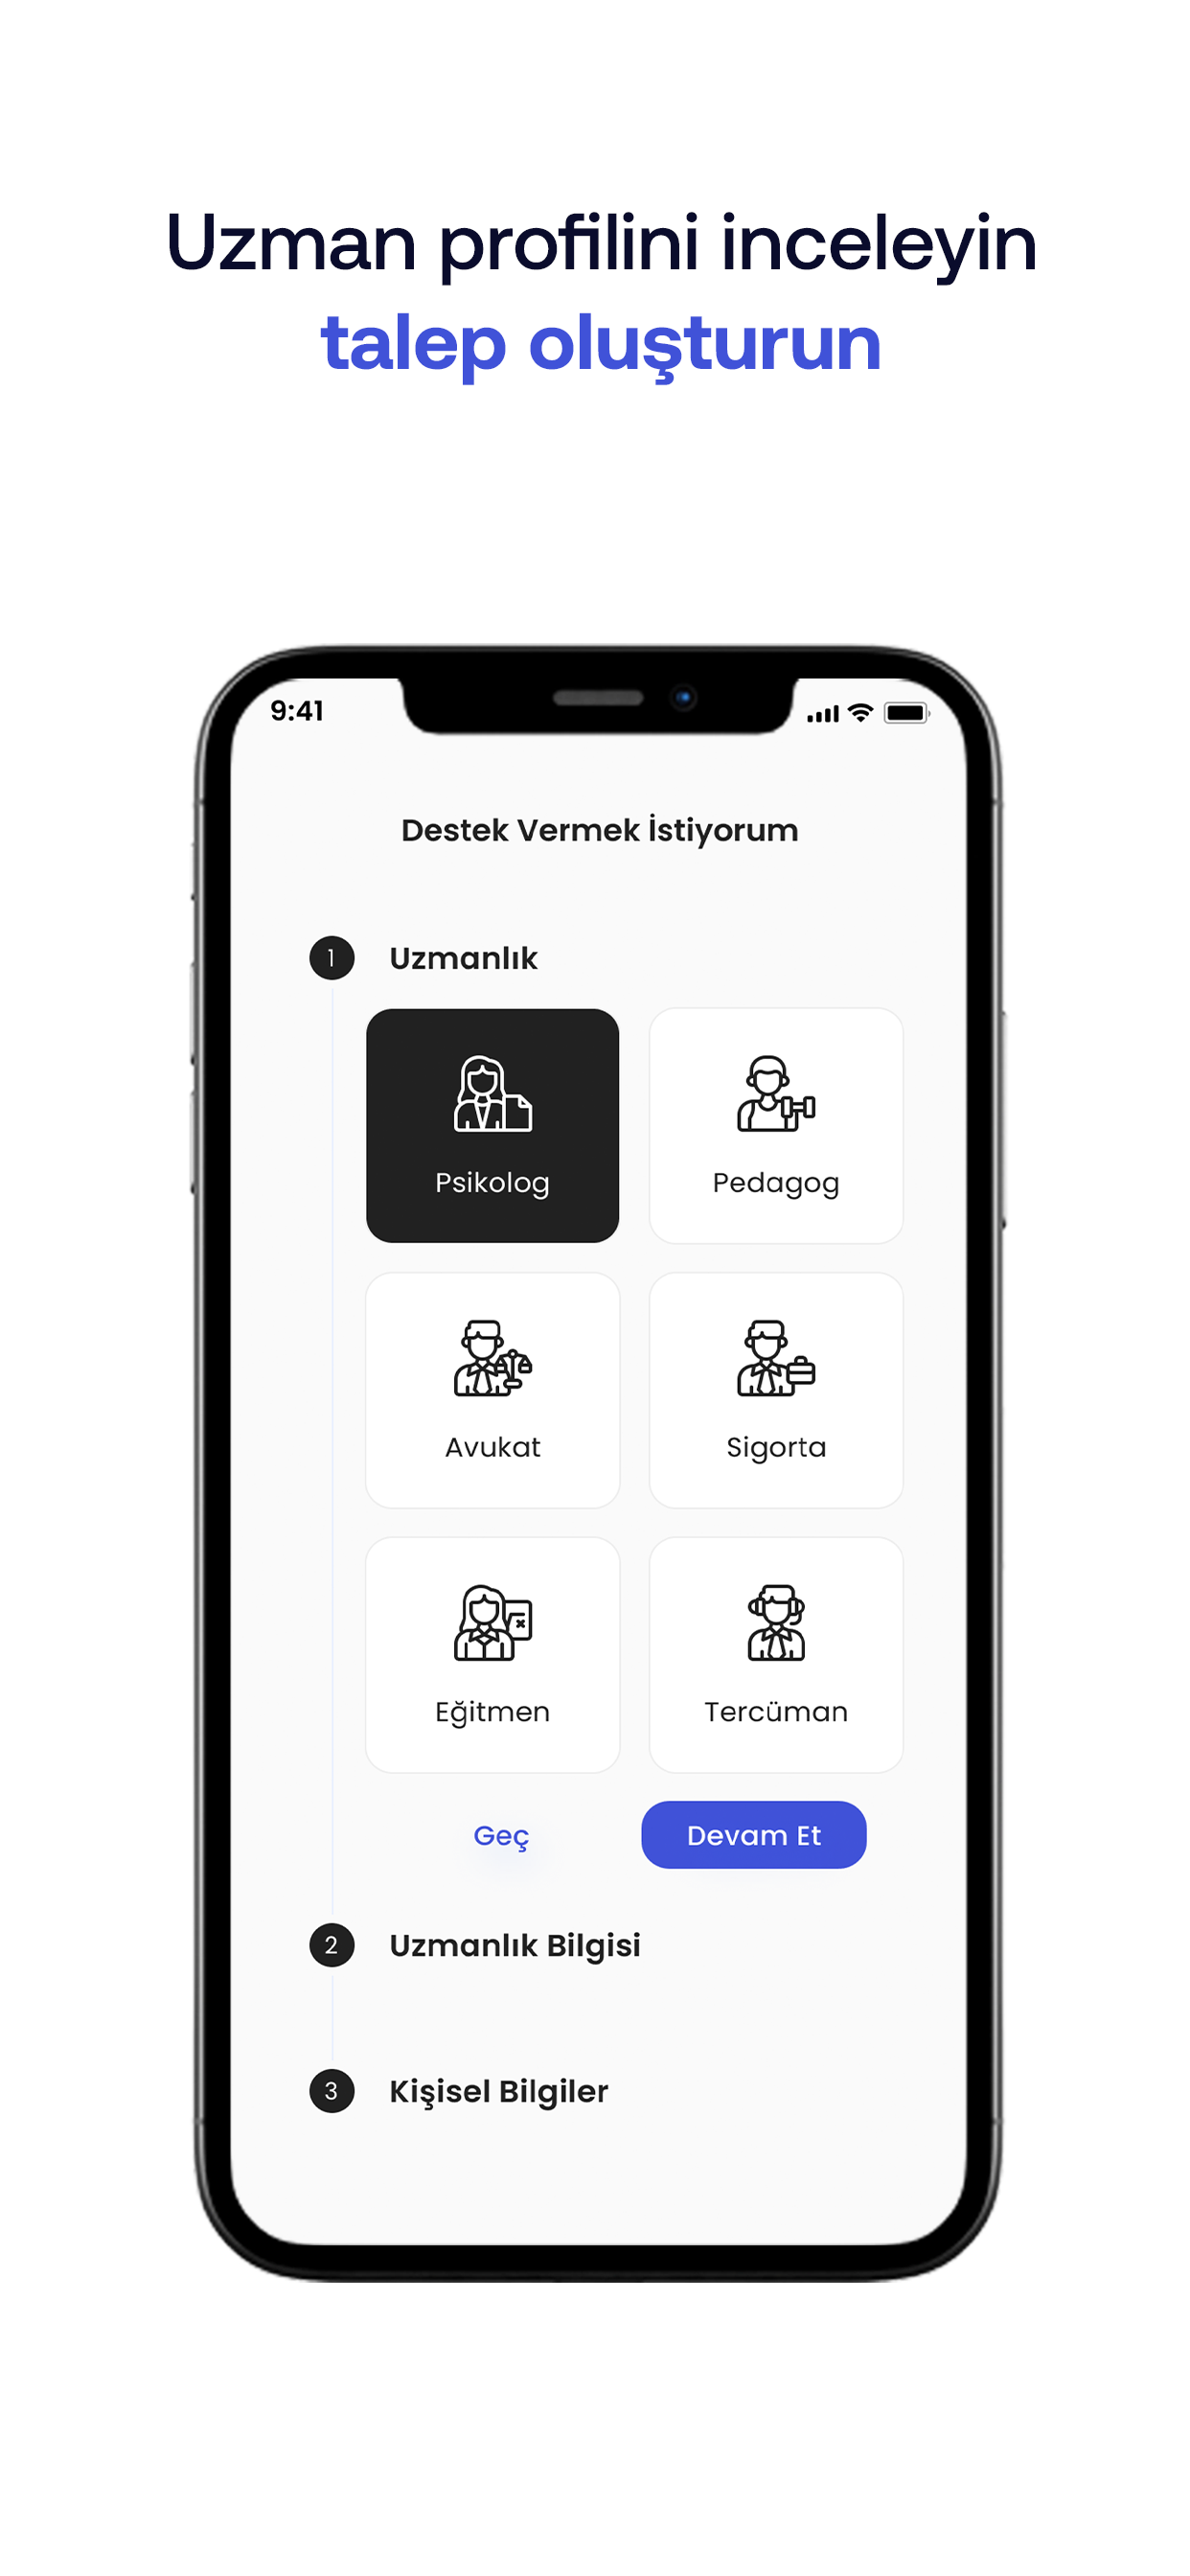 Uzman profilini inceleyin
talep oluşturun
9:41
Destek Vermek İstiyorum
1 Uzmanlık
Psikolog Pedagog
Avukat Sigorta
Eğitmen Tercüman
Geç Devam Et
2 Uzmanlık Bilgisi
3 Kişisel Bilgiler